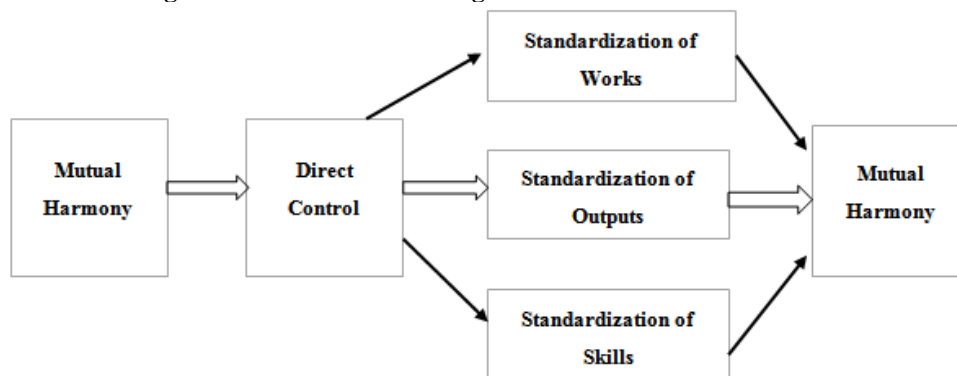 Mutual
Harmony
Direct
Control
Standardization of
Works
Standardization of
Outputs
Standardization of
Skills
Mutual
Harmony